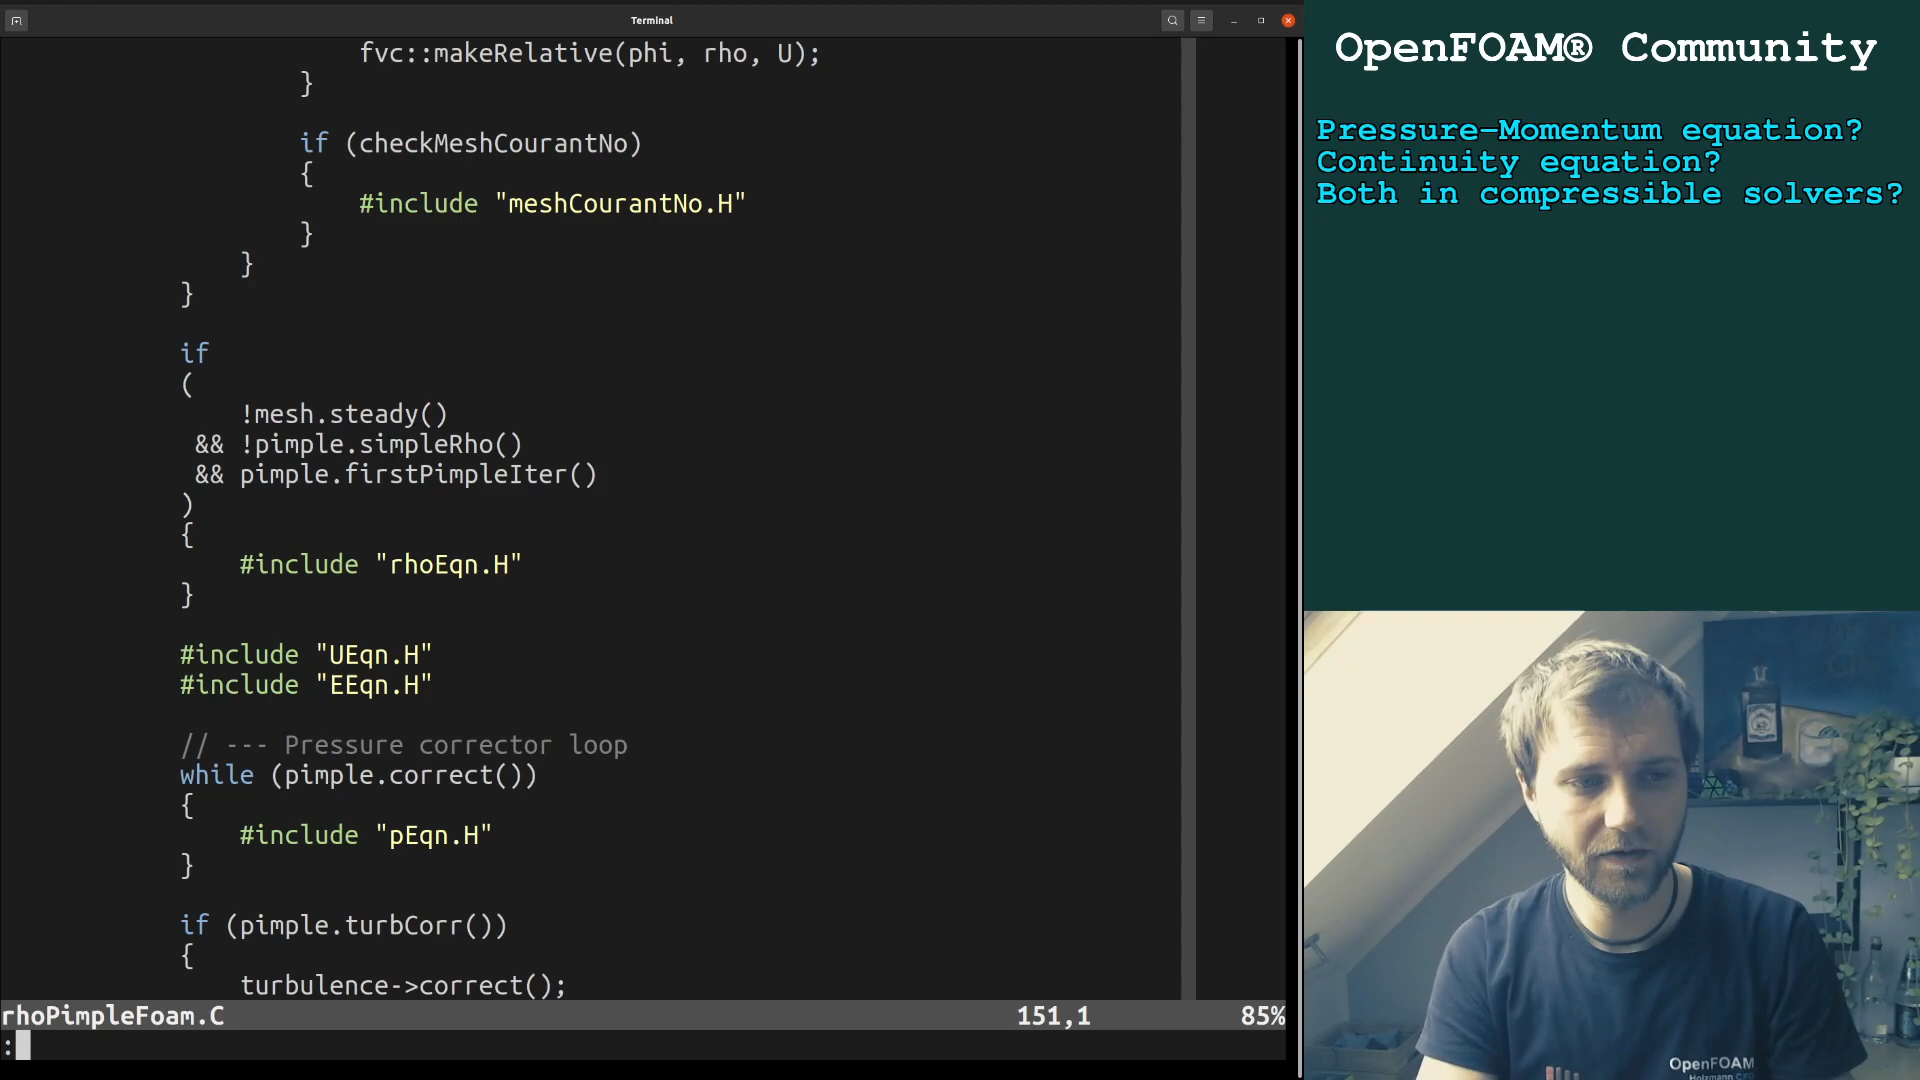 Terminal
fvc::makeRelative(phi, rho, U);
}
if (checkMeshCourantNo)
{
#include "meshCourantNo.H"
}
}
}
if
(
!mesh.steady()
&& !pimple.simpleRho()
&& pimple.firstPimpleIter()
)
{
#include "rhoEqn.H"
}
#include "UEqn.H"
#include "EEqn.H"
// --- Pressure corrector loop
while (pimple.correct())
{
#include "pEqn.H"
}
if (pimple.turbCorr())
{
turbulence->correct();
rhoPimpleFoam.C 151,1 85%
:
OpenFOAM® Community
Pressure-Momentum equation?
Continuity equation?
Both in compressible solvers?
OpenFOAM
Holzmann CFD